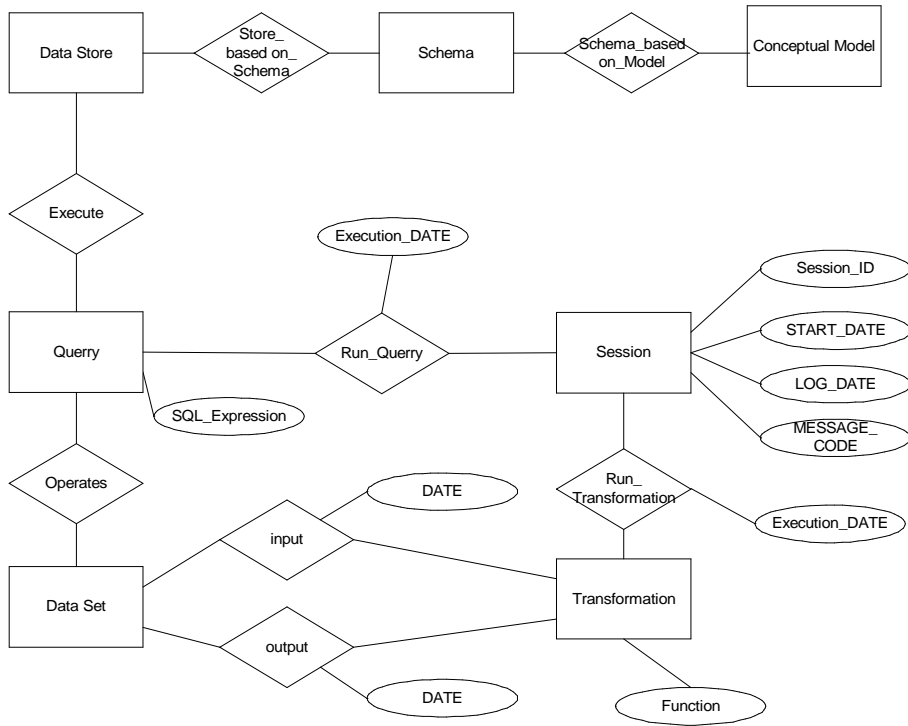 Data Store
Store_
based on_
Schema
Schema
Schema_based
on_Model
Conceptual Model
Execute
Execution_DATE
Session_ID
Querry
Run_Querry
Session
START_DATE
LOG_DATE
SQL_Expression
MESSAGE_
CODE
Operates
DATE
Run_
Transformation
input
Execution_DATE
Data Set
Transformation
output
DATE
Function